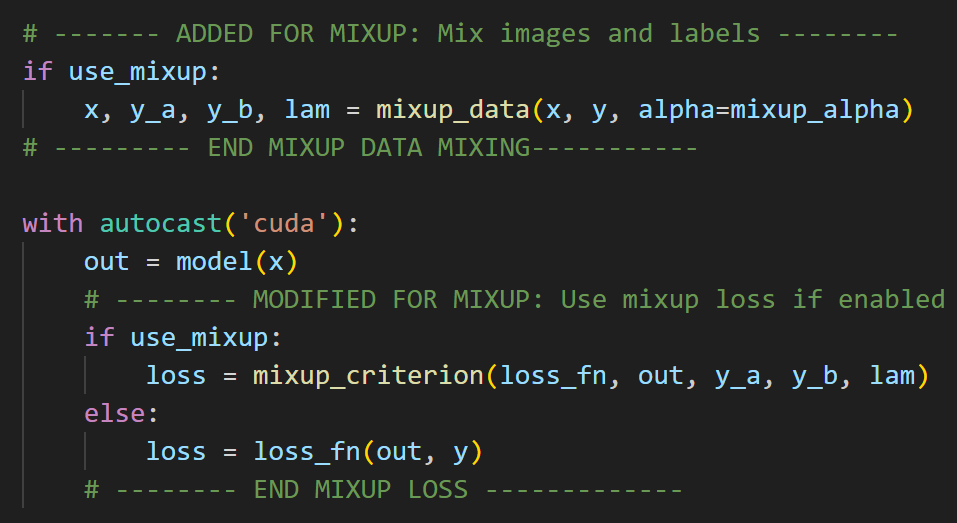 # ------- ADDED FOR MIXUP: Mix images and labels --------
if use_mixup:
    x, y_a, y_b, lam = mixup_data(x, y, alpha=mixup_alpha)
# --------- END MIXUP DATA MIXING-----------

with autocast('cuda'):
    out = model(x)
    # -------- MODIFIED FOR MIXUP: Use mixup loss if enabled
    if use_mixup:
        loss = mixup_criterion(loss_fn, out, y_a, y_b, lam)
    else:
        loss = loss_fn(out, y)
    # -------- END MIXUP LOSS -------------